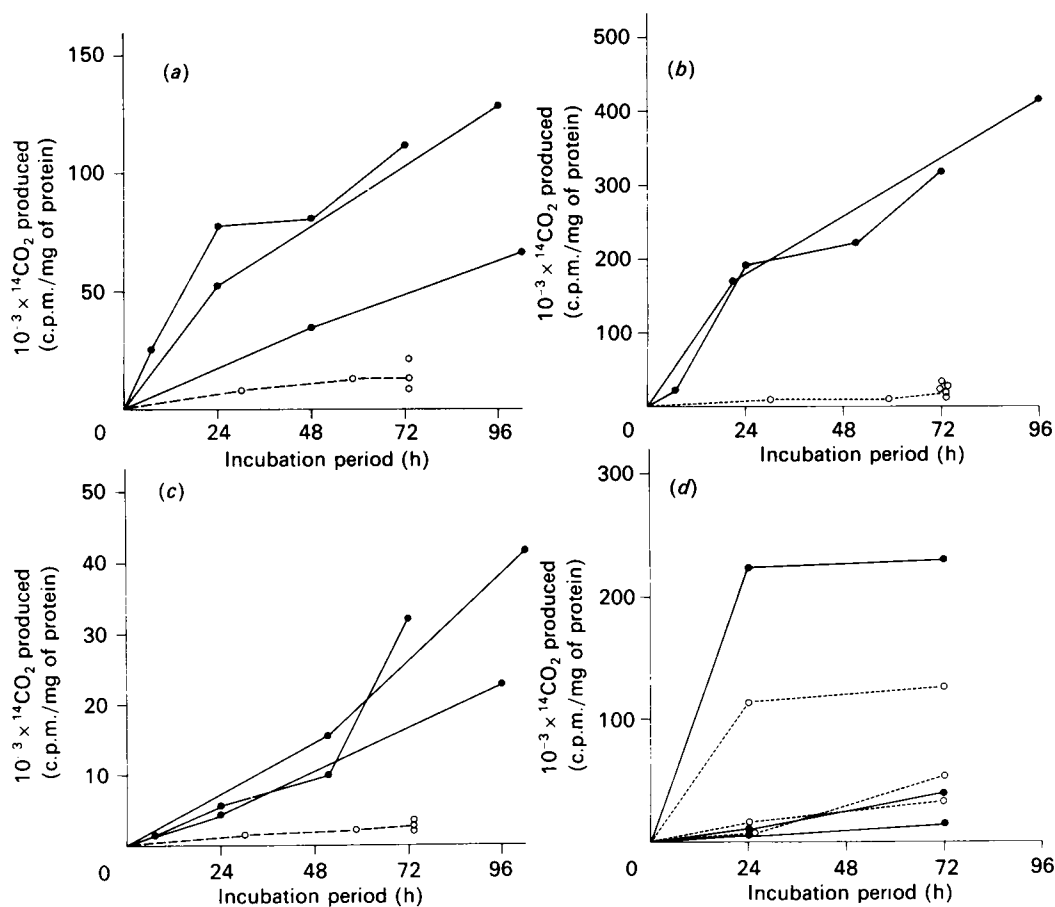 (a)
10⁻³ × ¹⁴CO₂ produced
(c.p.m./mg of protein)
150
100
50
0
24
48
72
96
Incubation period (h)
(b)
10⁻³ × ¹⁴CO₂ produced
(c.p.m./mg of protein)
500
400
300
200
100
0
24
48
72
96
Incubation period (h)
(c)
10⁻³ × ¹⁴CO₂ produced
(c.p.m./mg of protein)
50
40
30
20
10
0
24
48
72
96
Incubation period (h)
(d)
10⁻³ × ¹⁴CO₂ produced
(c.p.m./mg of protein)
300
200
100
0
24
48
72
96
Incubation period (h)